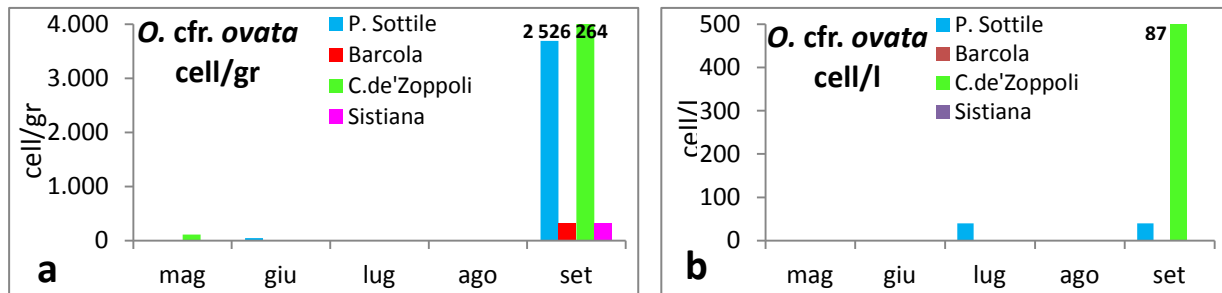 O. cfr. ovata
cell/gr
4.000
3.000
2.000
1.000
0
cell/gr
P. Sottile
Barcola
C.de'Zoppoli
Sistiana
2 526 264
mag giu lug ago set
a
O. cfr. ovata
cell/l
500
400
300
200
100
0
cell/l
P. Sottile
Barcola
C.de'Zoppoli
Sistiana
87
mag giu lug ago set
b